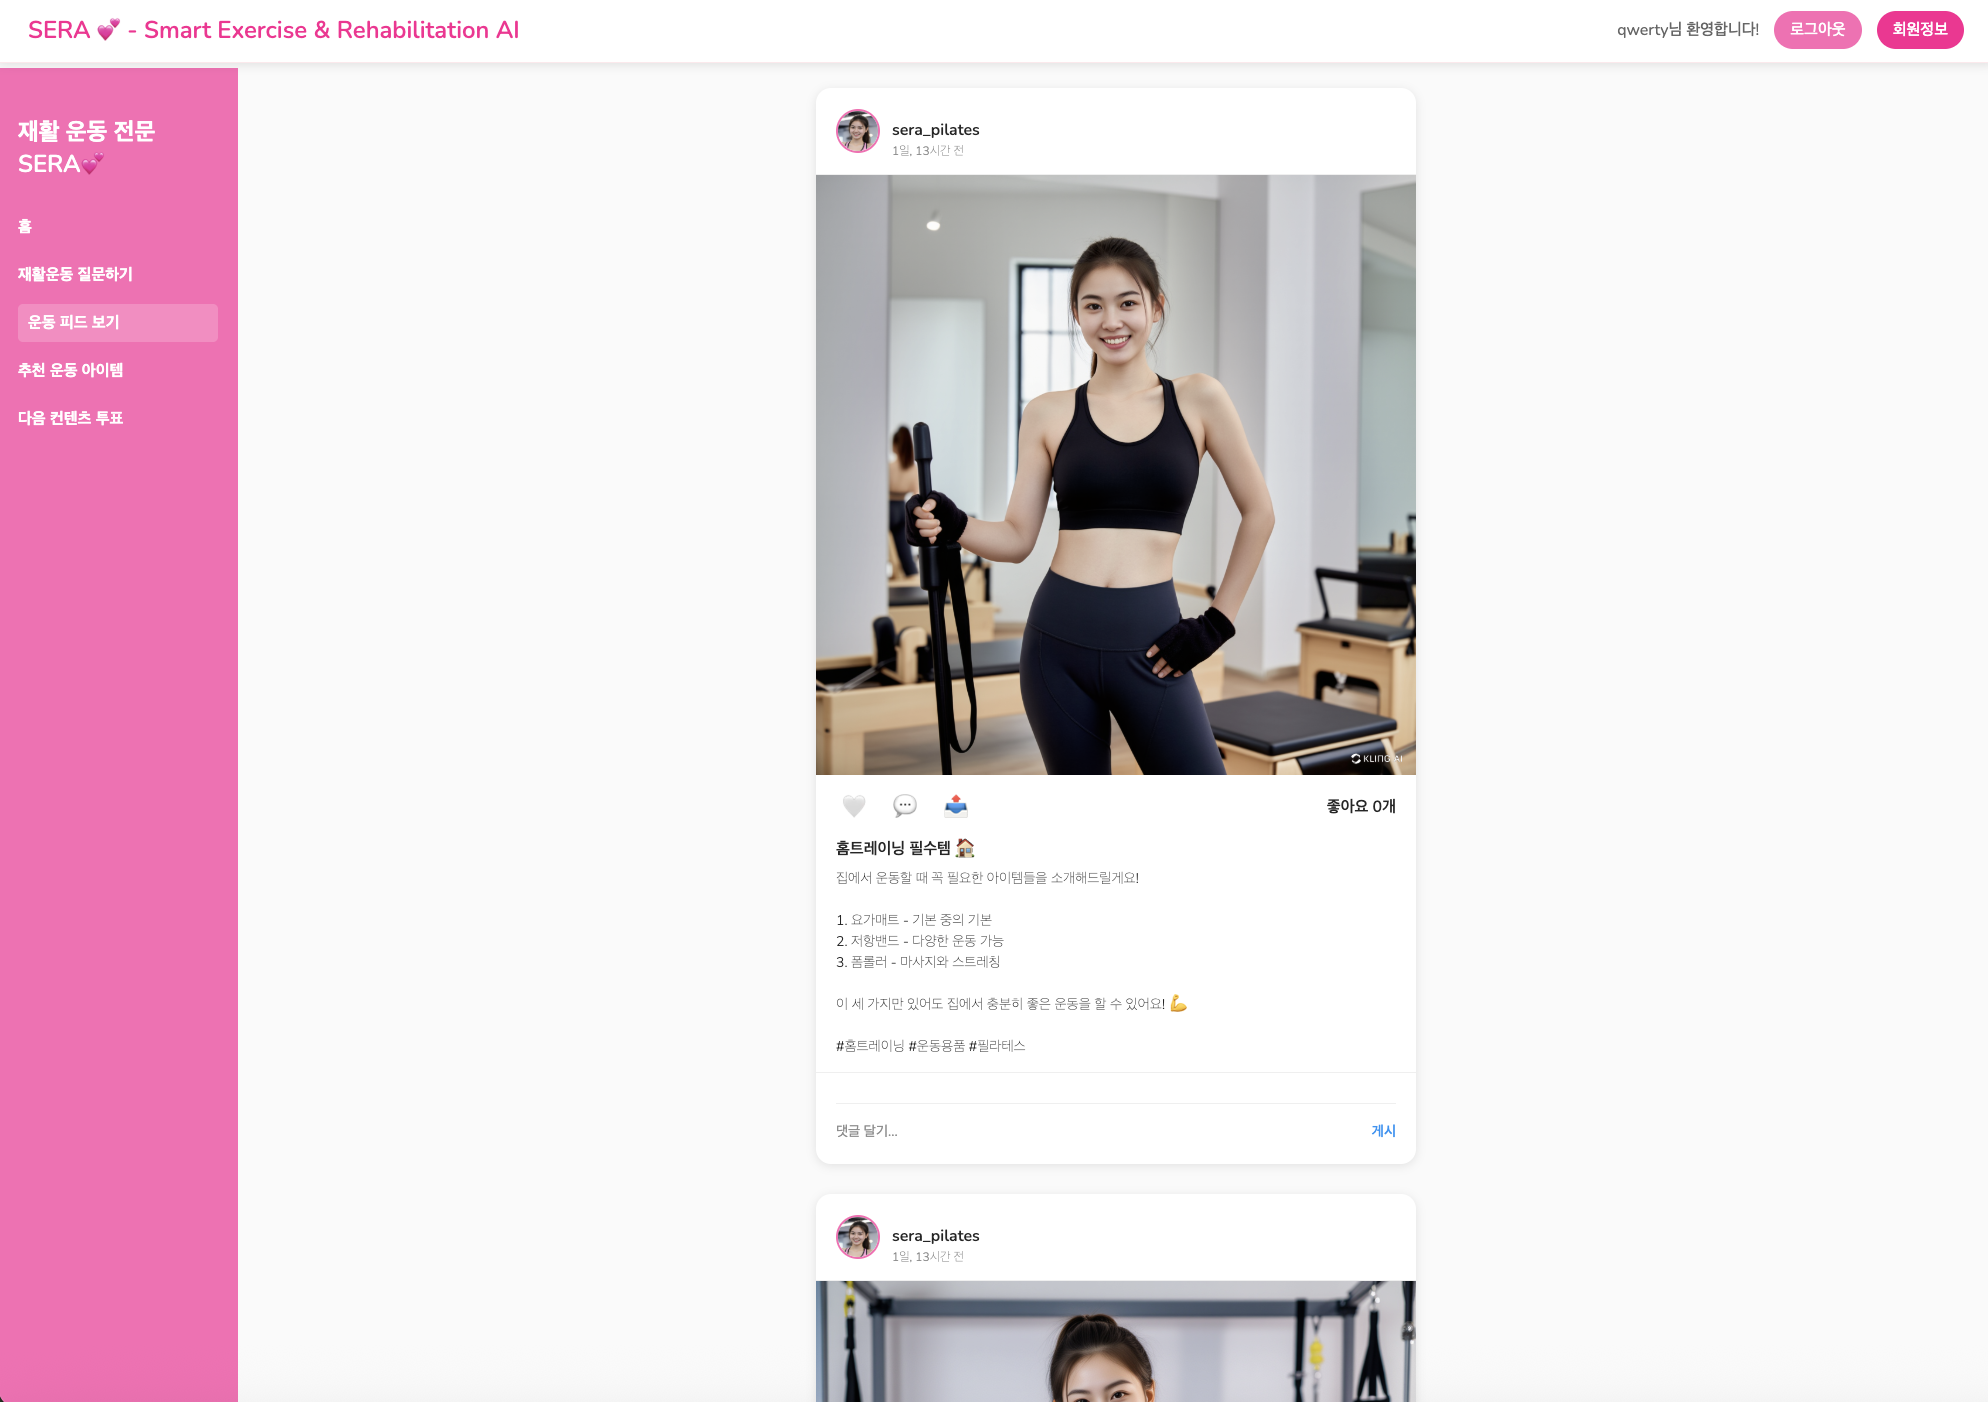 SERA 💕 - Smart Exercise & Rehabilitation AI
qwerty님 환영합니다!
로그아웃
회원정보
재활 운동 전문
SERA💕
홈
재활운동 질문하기
운동 피드 보기
추천 운동 아이템
다음 컨텐츠 투표
sera_pilates
1일, 13시간 전
KLING AI
좋아요 0개
홈트레이닝 필수템 🏠
집에서 운동할 때 꼭 필요한 아이템들을 소개해드릴게요!
1. 요가매트 - 기본 중의 기본
2. 저항밴드 - 다양한 운동 가능
3. 폼롤러 - 마사지와 스트레칭
이 세 가지만 있어도 집에서 충분히 좋은 운동을 할 수 있어요! 💪
#홈트레이닝 #운동용품 #필라테스
댓글 달기...
게시
sera_pilates
1일, 13시간 전